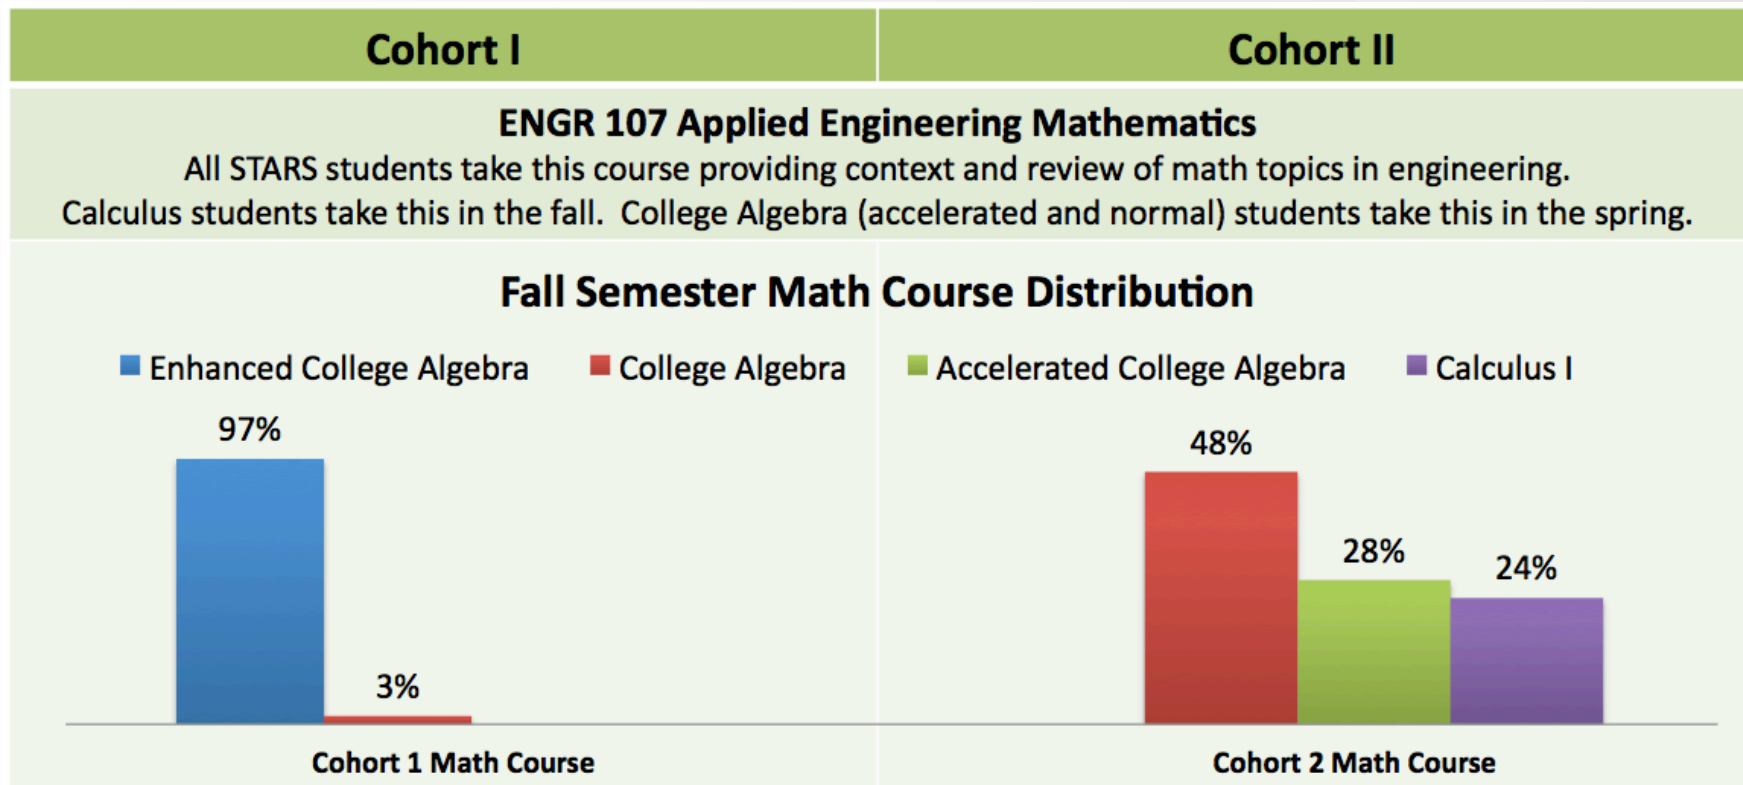 Cohort I
Cohort II
ENGR 107 Applied Engineering Mathematics
All STARS students take this course providing context and review of math topics in engineering.
Calculus students take this in the fall.  College Algebra (accelerated and normal) students take this in the spring.
Fall Semester Math Course Distribution
Enhanced College Algebra
College Algebra
Accelerated College Algebra
Calculus I
97%
3%
48%
28%
24%
Cohort 1 Math Course
Cohort 2 Math Course